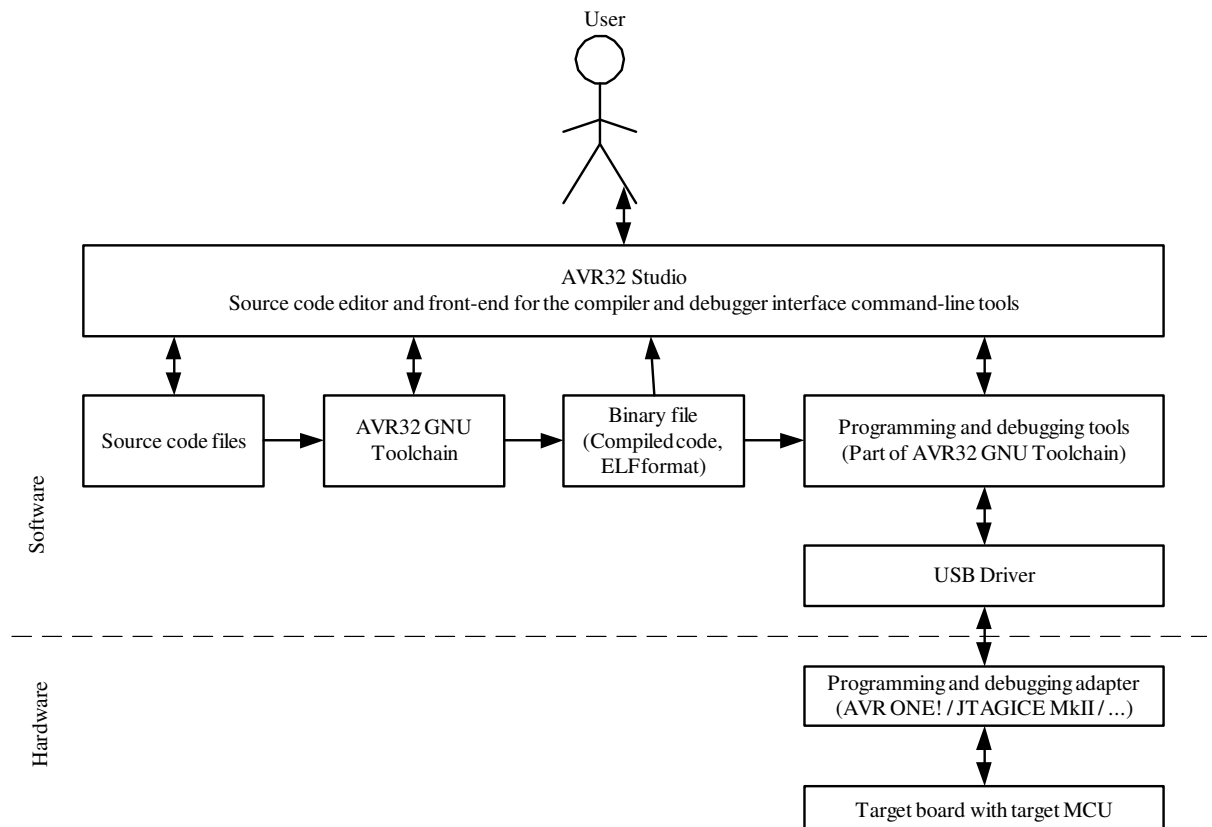 User
AVR32 Studio
Source code editor and front-end for the compiler and debugger interface command-line tools
Source code files
AVR32 GNU
Toolchain
Binary file
(Compiled code,
ELF format)
Programming and debugging tools
(Part of AVR32 GNU Toolchain)
Software
USB Driver
Hardware
Programming and debugging adapter
(AVR ONE! / JTAGICE MkII / ...)
Target board with target MCU